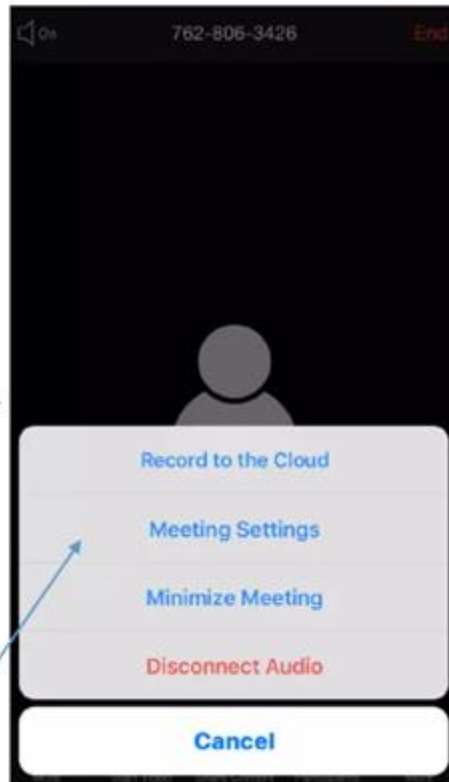 762-806-3426 End
Record to the Cloud
Meeting Settings
Minimize Meeting
Disconnect Audio
Cancel